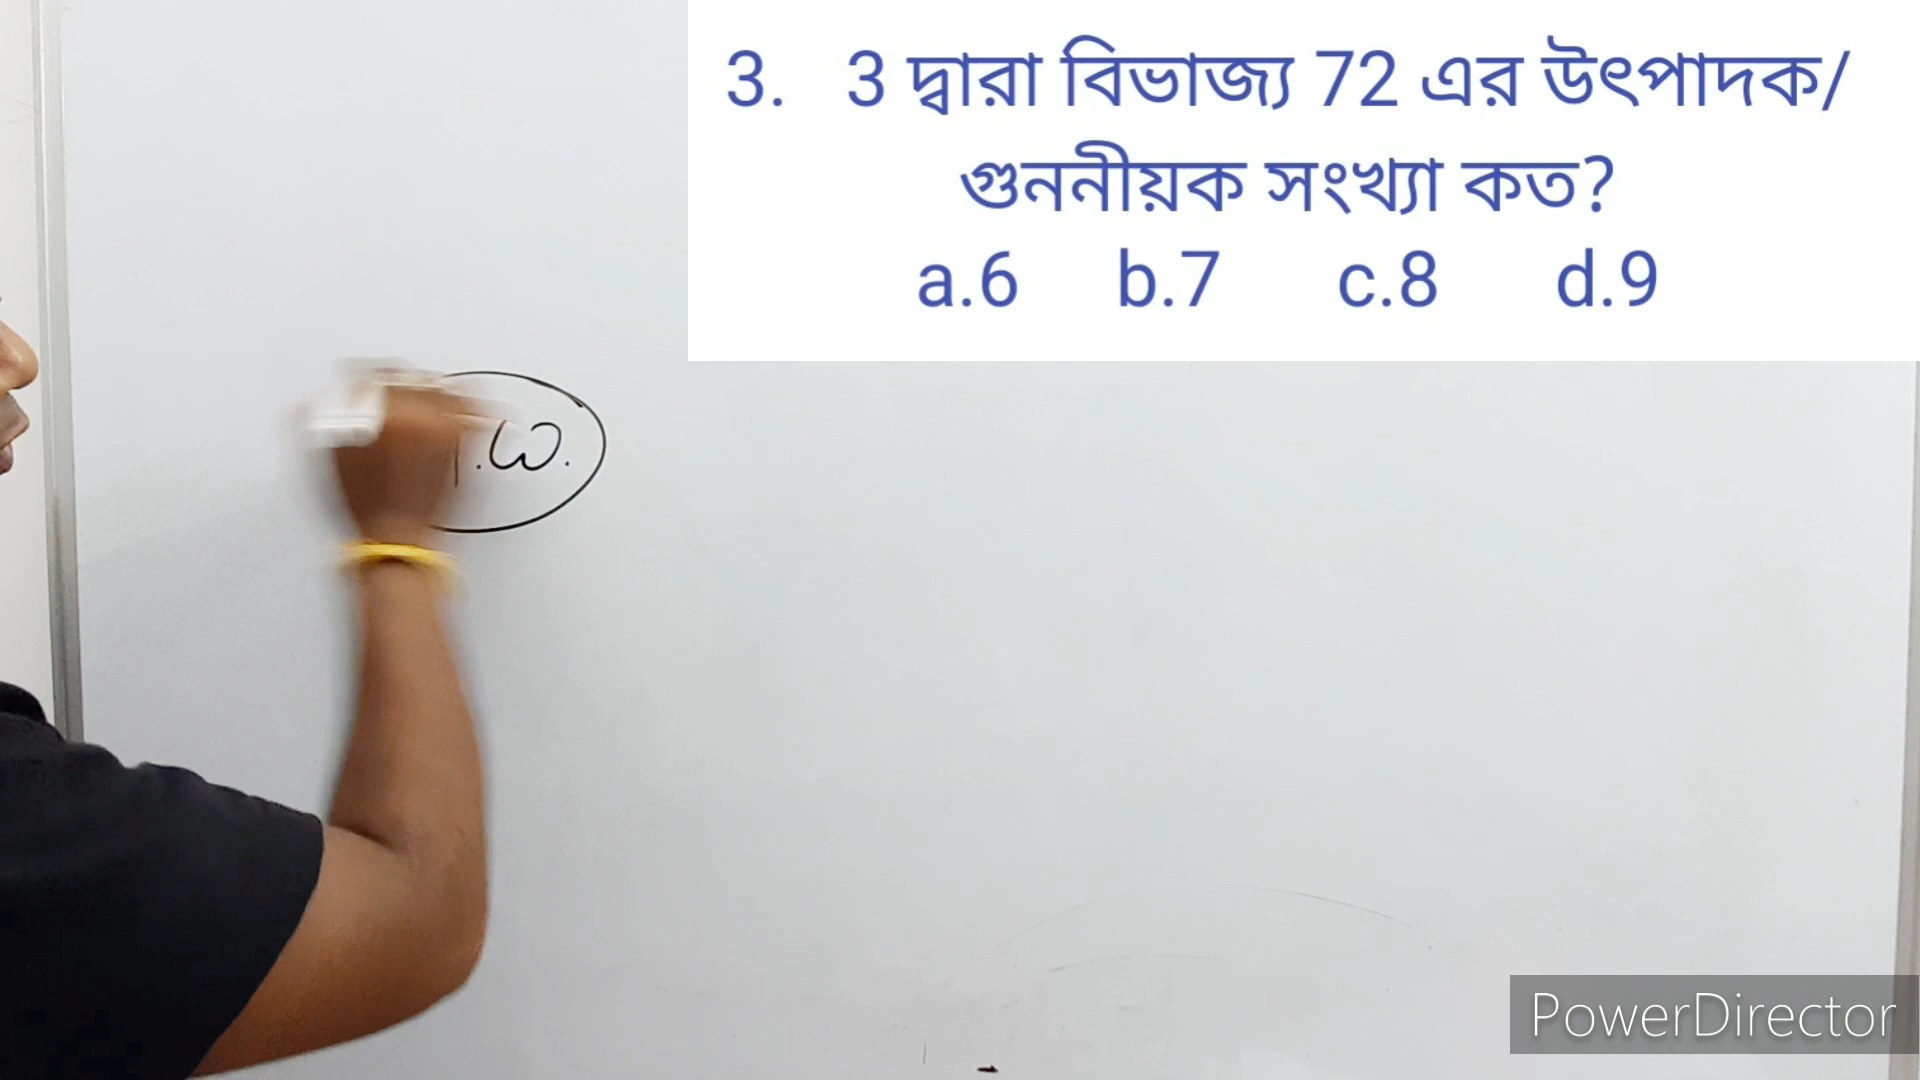 3. 3 দ্বারা বিভাজ্য 72 এর উৎপাদক/
গুননীয়ক সংখ্যা কত?
a.6 b.7 c.8 d.9
PowerDirector